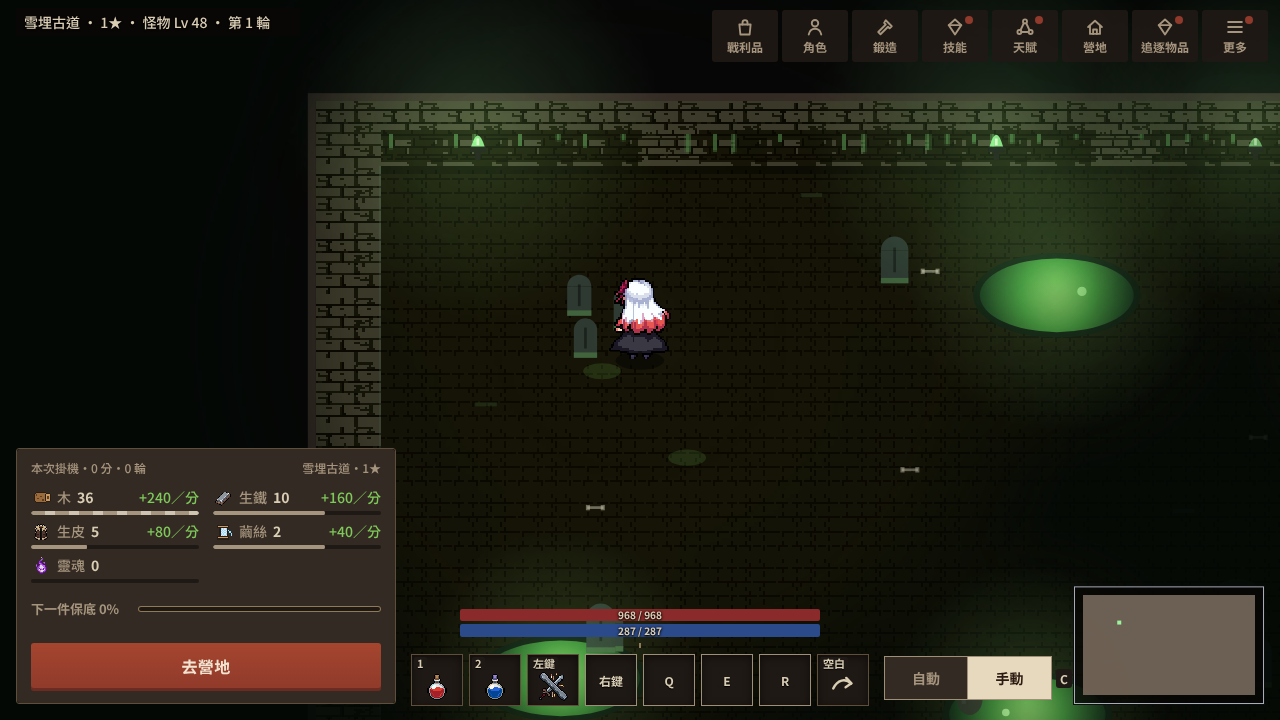 雪埋古道 • 1★ • 怪物 Lv 48 • 第 1 輪
戰利品
角色
鍛造
技能
天賦
營地
追逐物品
更多
本次掛機•0 分•0 輪
雪埋古道•1★
木 36 +240／分
生鐵 10 +160／分
生皮 5 +80／分
繭絲 2 +40／分
靈魂 0
下一件保底 0%
去營地
968 / 968
287 / 287
1
2
左鍵
右鍵
Q
E
R
空白
自動
手動
C